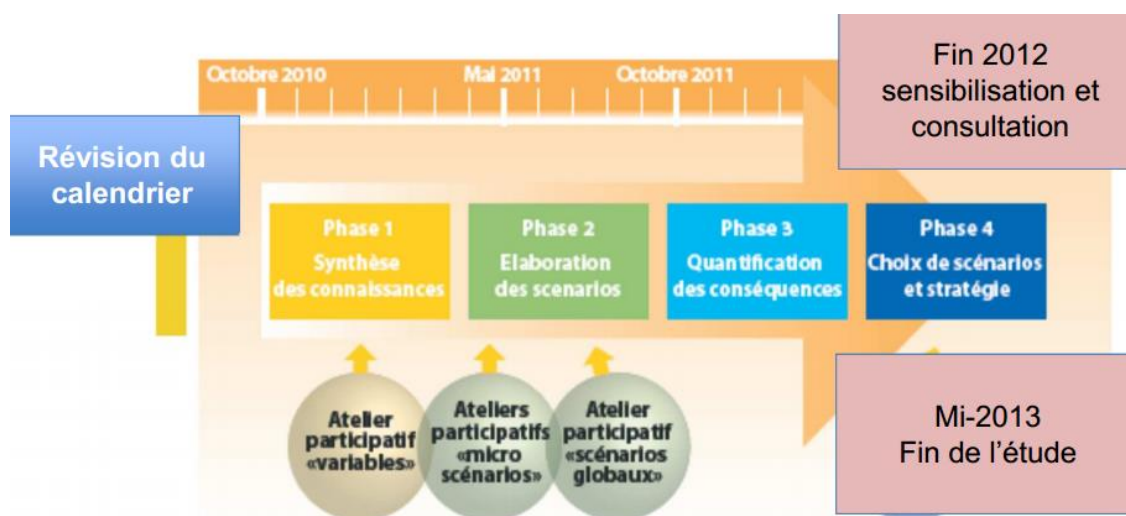 Octobre 2010
Mai 2011
Octobre 2011
Fin 2012
sensibilisation et
consultation
Révision du
calendrier
Phase 1
Synthèse
des connaissances
Phase 2
Elaboration
des scenarios
Phase 3
Quantification
des conséquences
Phase 4
Choix de scénarios
et stratégie
Atelier
participatif
«variables»
Ateliers
participatifs
«micro
scénarios»
Atelier
participatif
«scénarios
globaux»
Mi-2013
Fin de l’étude